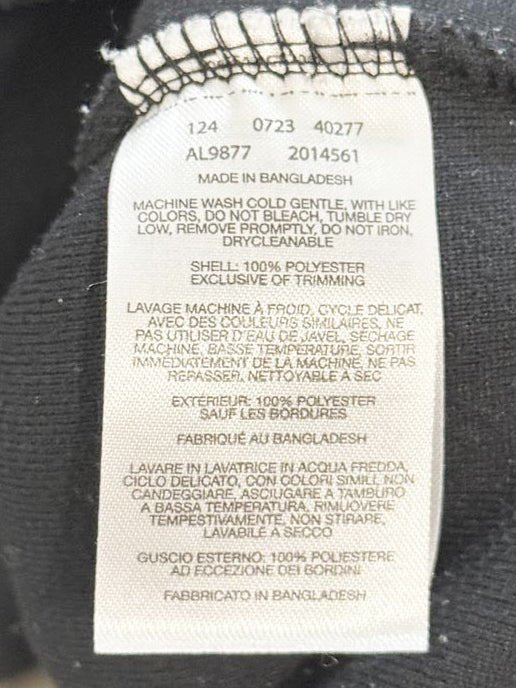 124 0723 40277
AL9877 2014561
MADE IN BANGLADESH
MACHINE WASH COLD GENTLE, WITH LIKE
COLORS, DO NOT BLEACH, TUMBLE DRY
LOW, REMOVE PROMPTLY, DO NOT IRON,
DRYCLEANABLE
SHELL: 100% POLYESTER
EXCLUSIVE OF TRIMMING
LAVAGE MACHINE À FROID, CYCLE DELICAT,
AVEC DES COULEURS SIMILAIRES, NE
PAS UTILISER D'EAU DE JAVEL, SÉCHAGE
MACHINE, BASSE TEMPERATURE, SORTIR
IMMEDIATEMENT DE LA MACHINE, NE PAS
REPASSER, NETTOYABLE A SEC
EXTÉRIEUR: 100% POLYESTER
SAUF LES BORDURES
FABRIQUÉ AU BANGLADESH
LAVARE IN LAVATRICE IN ACQUA FREDDA,
CICLO DELICATO, CON COLORI SIMILI, NON
CANDEGGIARE, ASCIUGARE A TAMBURO
A BASSA TEMPERATURA, RIMUOVERE
TEMPESTIVAMENTE, NON STIRARE,
LAVABILE A SECCO
GUSCIO ESTERNO: 100% POLIESTERE
AD ECCEZIONE DEI BORDINI
FABBRICATO IN BANGLADESH